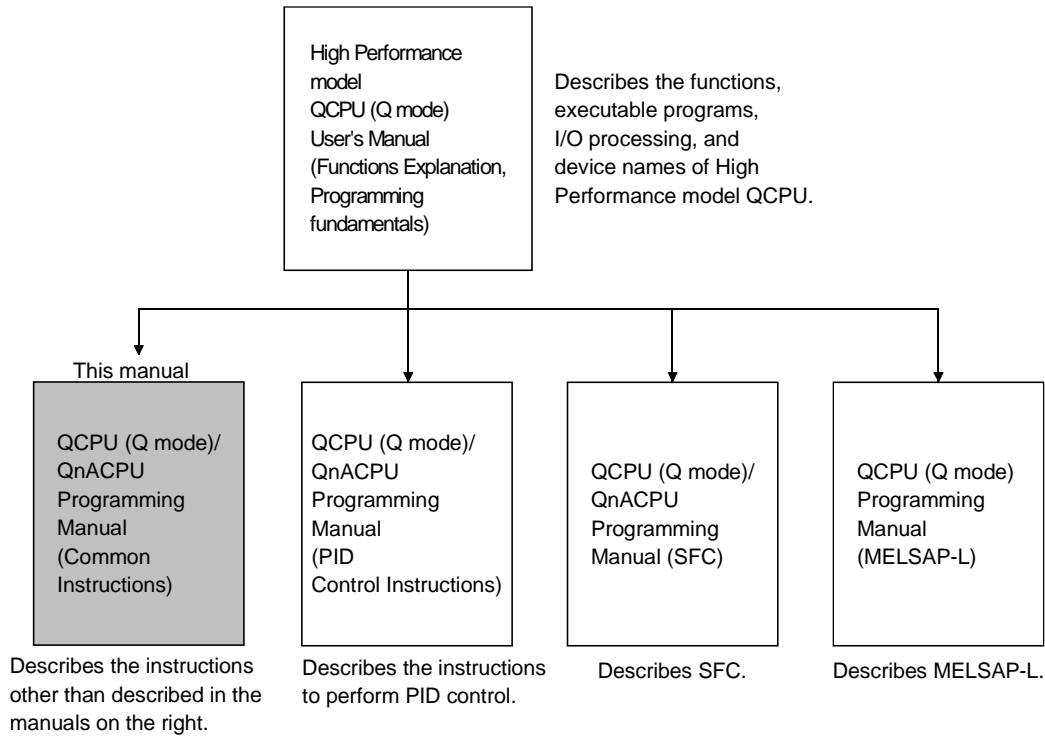 High Performance
model
QCPU (Q mode)
User's Manual
(Functions Explanation,
Programming
fundamentals)
Describes the functions,
executable programs,
I/O processing, and
device names of High
Performance model QCPU.
This manual
QCPU (Q mode)/
QnACPU
Programming
Manual
(Common
Instructions)
Describes the instructions
other than described in the
manuals on the right.
QCPU (Q mode)/
QnACPU
Programming
Manual
(PID
Control Instructions)
Describes the instructions
to perform PID control.
QCPU (Q mode)/
QnACPU
Programming
Manual (SFC)
Describes SFC.
QCPU (Q mode)
Programming
Manual
(MELSAP-L)
Describes MELSAP-L.